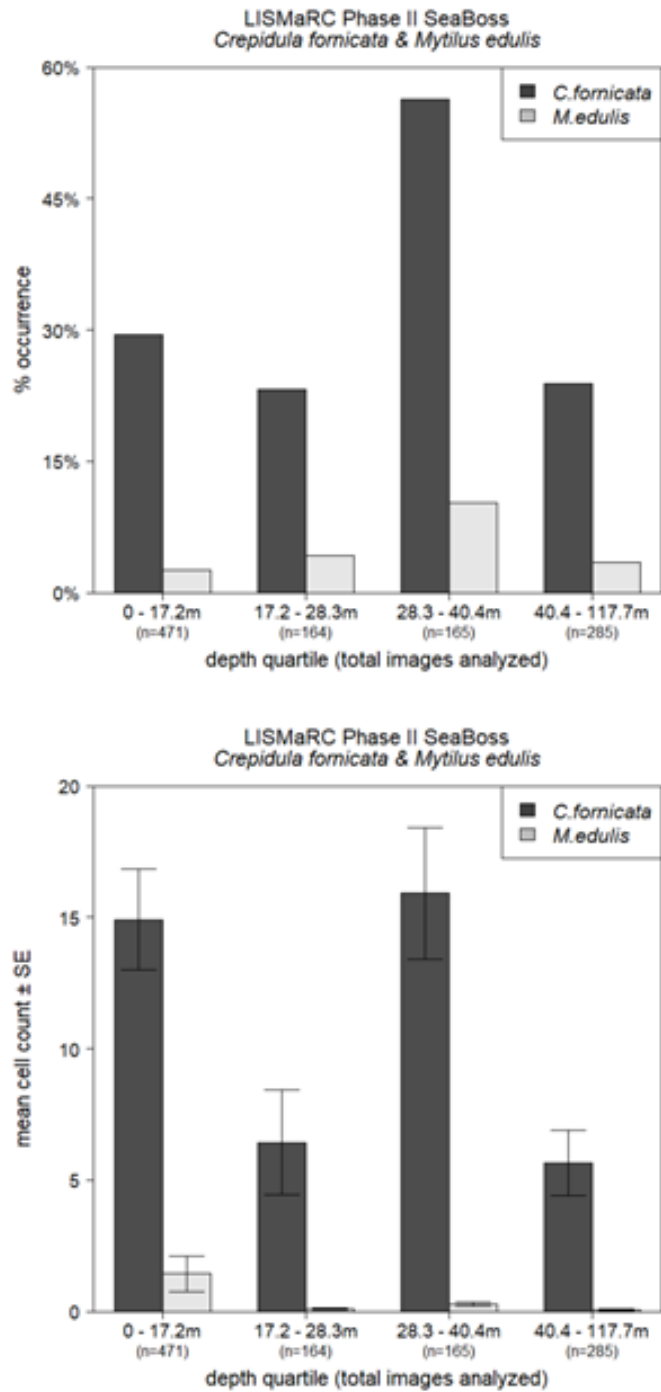 LISMaRC Phase II SeaBoss
Crepidula fornicata & Mytilus edulis
60%
45%
30%
15%
0%
% occurrence
C.fornicata
M.edulis
0 - 17.2m
17.2 - 28.3m
28.3 - 40.4m
40.4 - 117.7m
(n=471)
(n=164)
(n=165)
(n=285)
depth quartile (total images analyzed)
LISMaRC Phase II SeaBoss
Crepidula fornicata & Mytilus edulis
20
15
10
5
0
mean cell count ± SE
C.fornicata
M.edulis
0 - 17.2m
17.2 - 28.3m
28.3 - 40.4m
40.4 - 117.7m
(n=471)
(n=164)
(n=165)
(n=285)
depth quartile (total images analyzed)